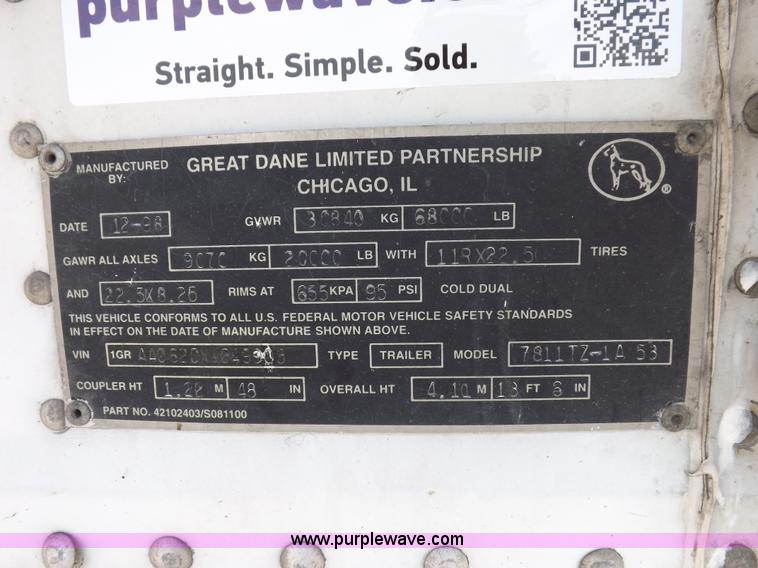 purplewave.
Straight. Simple. Sold.
MANUFACTURED BY: GREAT DANE LIMITED PARTNERSHIP
CHICAGO, IL
®
DATE 12-98 GVWR 30840 KG 68000 LB
GAWR ALL AXLES 9070 KG 20000 LB WITH 11RX22.5 TIRES
AND 22.5X8.25 RIMS AT 655 KPA 95 PSI COLD DUAL
THIS VEHICLE CONFORMS TO ALL U.S. FEDERAL MOTOR VEHICLE SAFETY STANDARDS
IN EFFECT ON THE DATE OF MANUFACTURE SHOWN ABOVE.
VIN 1GR TYPE TRAILER MODEL 7811TZ-1A 53
COUPLER HT 1.22 M 48 IN OVERALL HT 4.11 M 13 FT 6 IN
PART NO. 42102403/S081100
www.purplewave.com